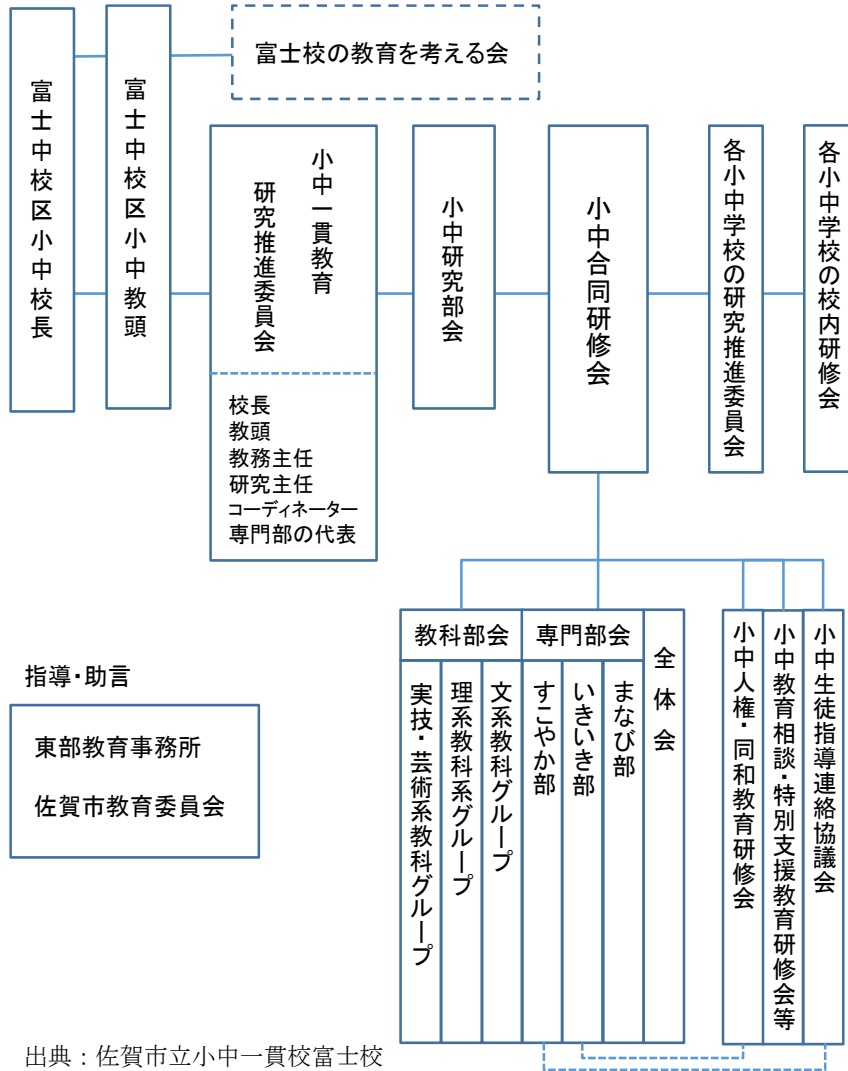 富士校の教育を考える会
富士中校区小中校長
富士中校区小中教頭
小中一貫教育
研究推進委員会
校長
教頭
教務主任
研究主任
コーディネーター
専門部の代表
小中研究部会
小中合同研修会
各小中学校の研究推進委員会
各小中学校の校内研修会
教科部会
実技・芸術系教科グループ
理系教科系グループ
文系教科グループ
専門部会
すこやか部
いきいき部
まなび部
全体会
小中人権・同和教育研修会
小中教育相談・特別支援教育研修会等
小中生徒指導連絡協議会
指導・助言
東部教育事務所
佐賀市教育委員会
出典：佐賀市立小中一貫校富士校